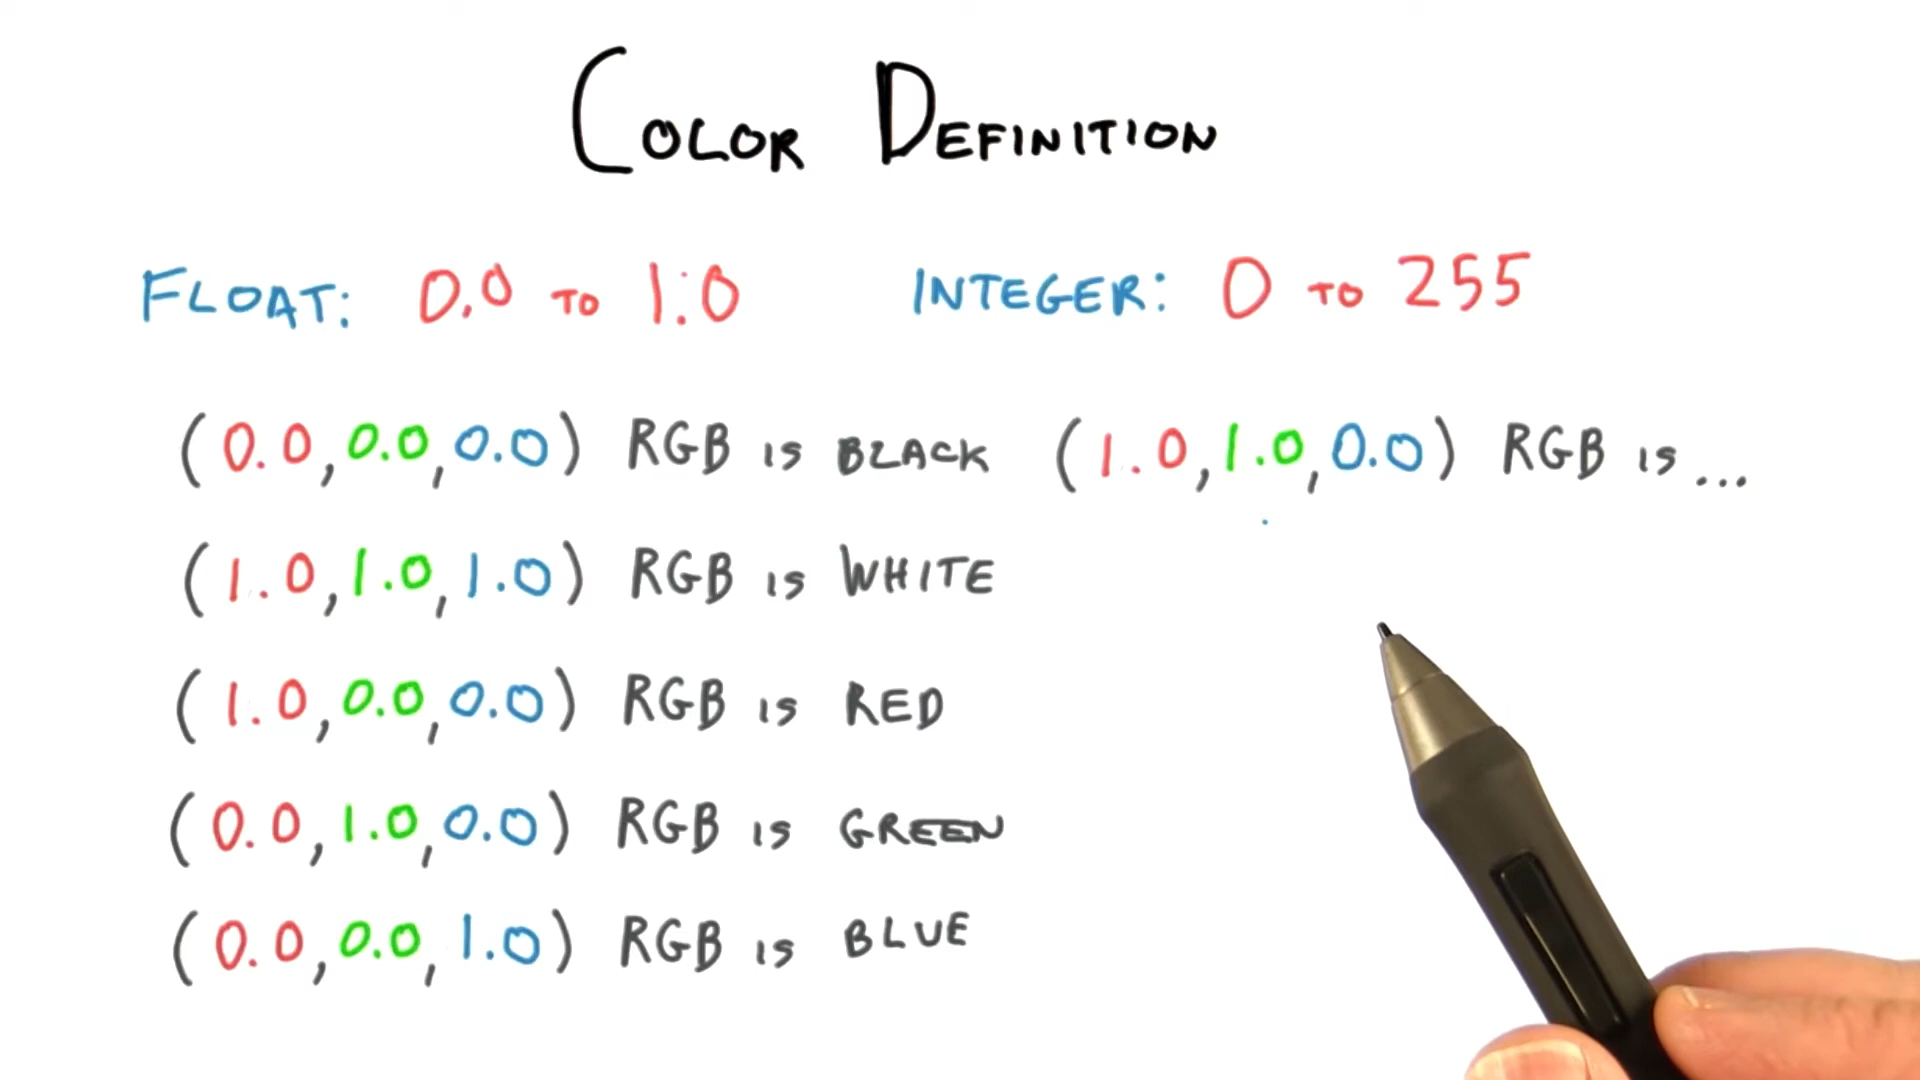 COLOR DEFINITION
FLOAT: 0.0 TO 1.0
INTEGER: 0 TO 255
(0.0, 0.0, 0.0) RGB IS BLACK
(1.0, 1.0, 1.0) RGB IS WHITE
(1.0, 0.0, 0.0) RGB IS RED
(0.0, 1.0, 0.0) RGB IS GREEN
(0.0, 0.0, 1.0) RGB IS BLUE
(1.0, 1.0, 0.0) RGB IS ...